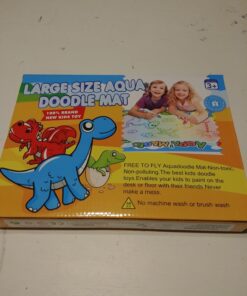 LARGE SIZE AQUA
DOODLE MAT
100% BRAND
NEW KIDS TOY
3+
FREE TO FLY Aquadoodle Mat-Non-toxic,
Non-polluting.The best kids doodle
toys.Enables your kids to paint on the
desk or floor with their friends.Never
make a mess.
No machine wash or brush wash